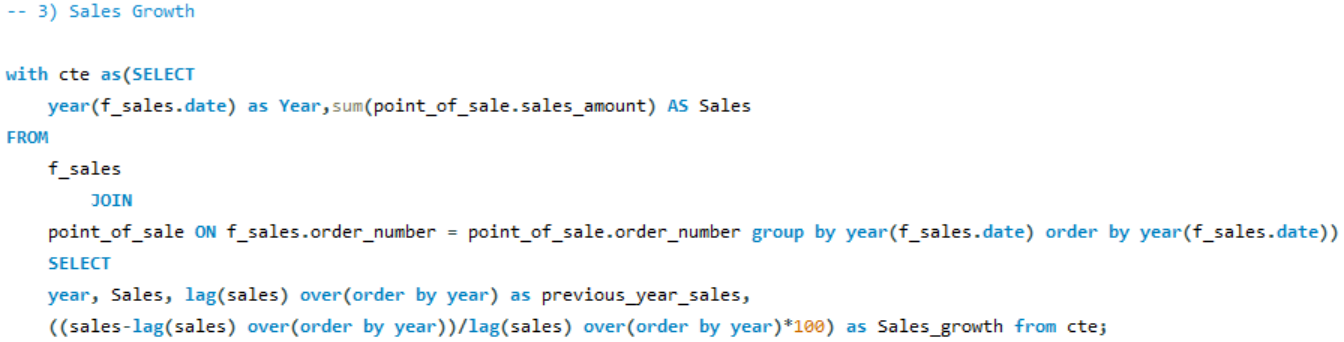 -- 3) Sales Growth
with cte as(SELECT
year(f_sales.date) as Year,sum(point_of_sale.sales_amount) AS Sales
FROM
f_sales
JOIN
point_of_sale ON f_sales.order_number = point_of_sale.order_number group by year(f_sales.date) order by year(f_sales.date))
SELECT
year, Sales, lag(sales) over(order by year) as previous_year_sales,
((sales-lag(sales) over(order by year))/lag(sales) over(order by year)*100) as Sales_growth from cte;